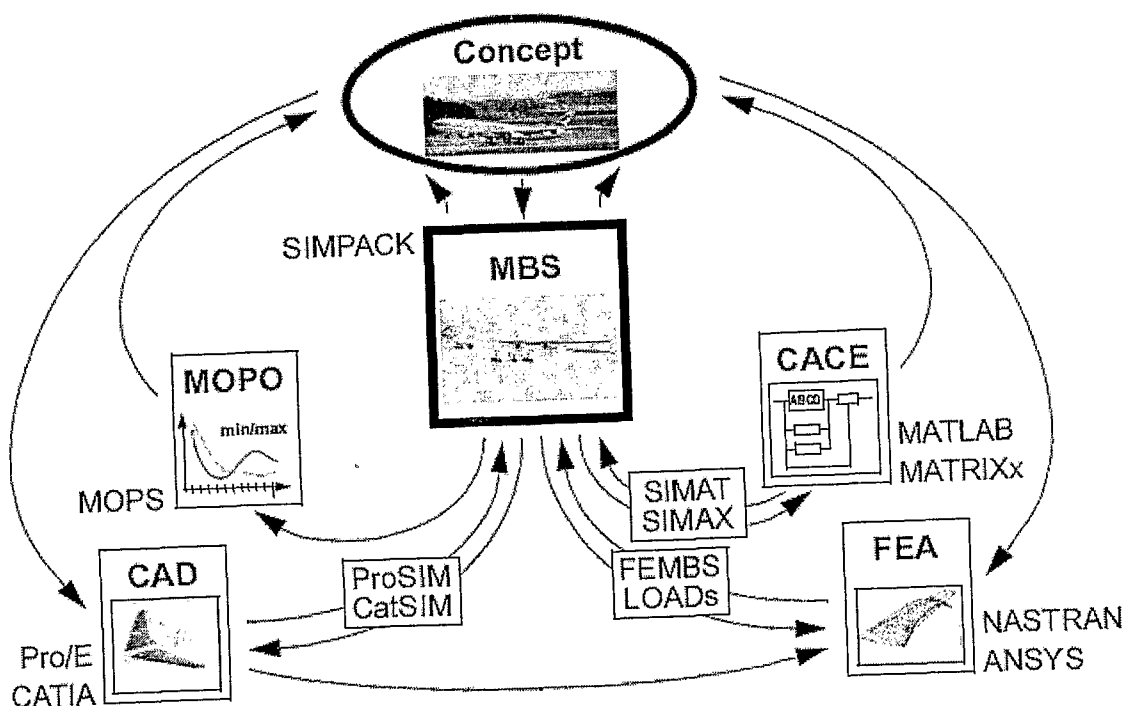 Concept
SIMPACK
MBS
MOPO
min/max
MOPS
CACE
ABCD
MATLAB
MATRIXx
SIMAT
SIMAX
CAD
ProSIM
CatSIM
FEMBS
LOADs
FEA
Pro/E
CATIA
NASTRAN
ANSYS